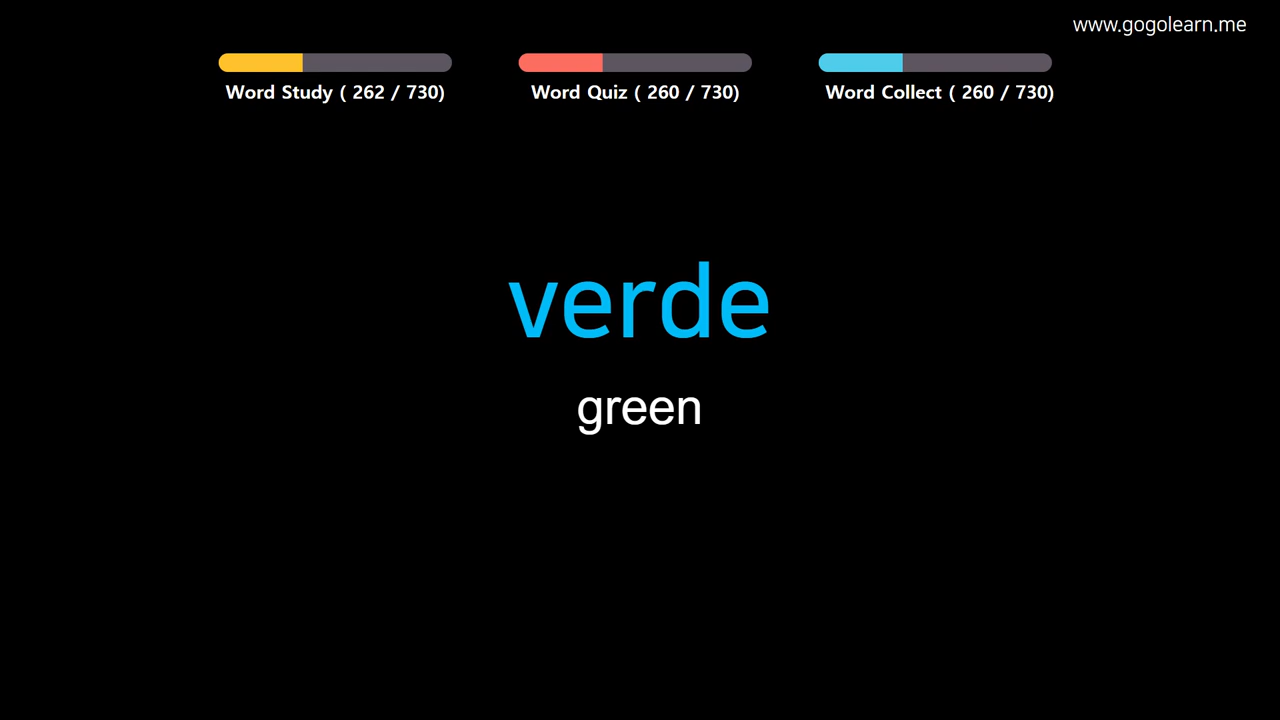 www.gogolearn.me
Word Study ( 262 / 730)
Word Quiz ( 260 / 730)
Word Collect ( 260 / 730)
verde
green